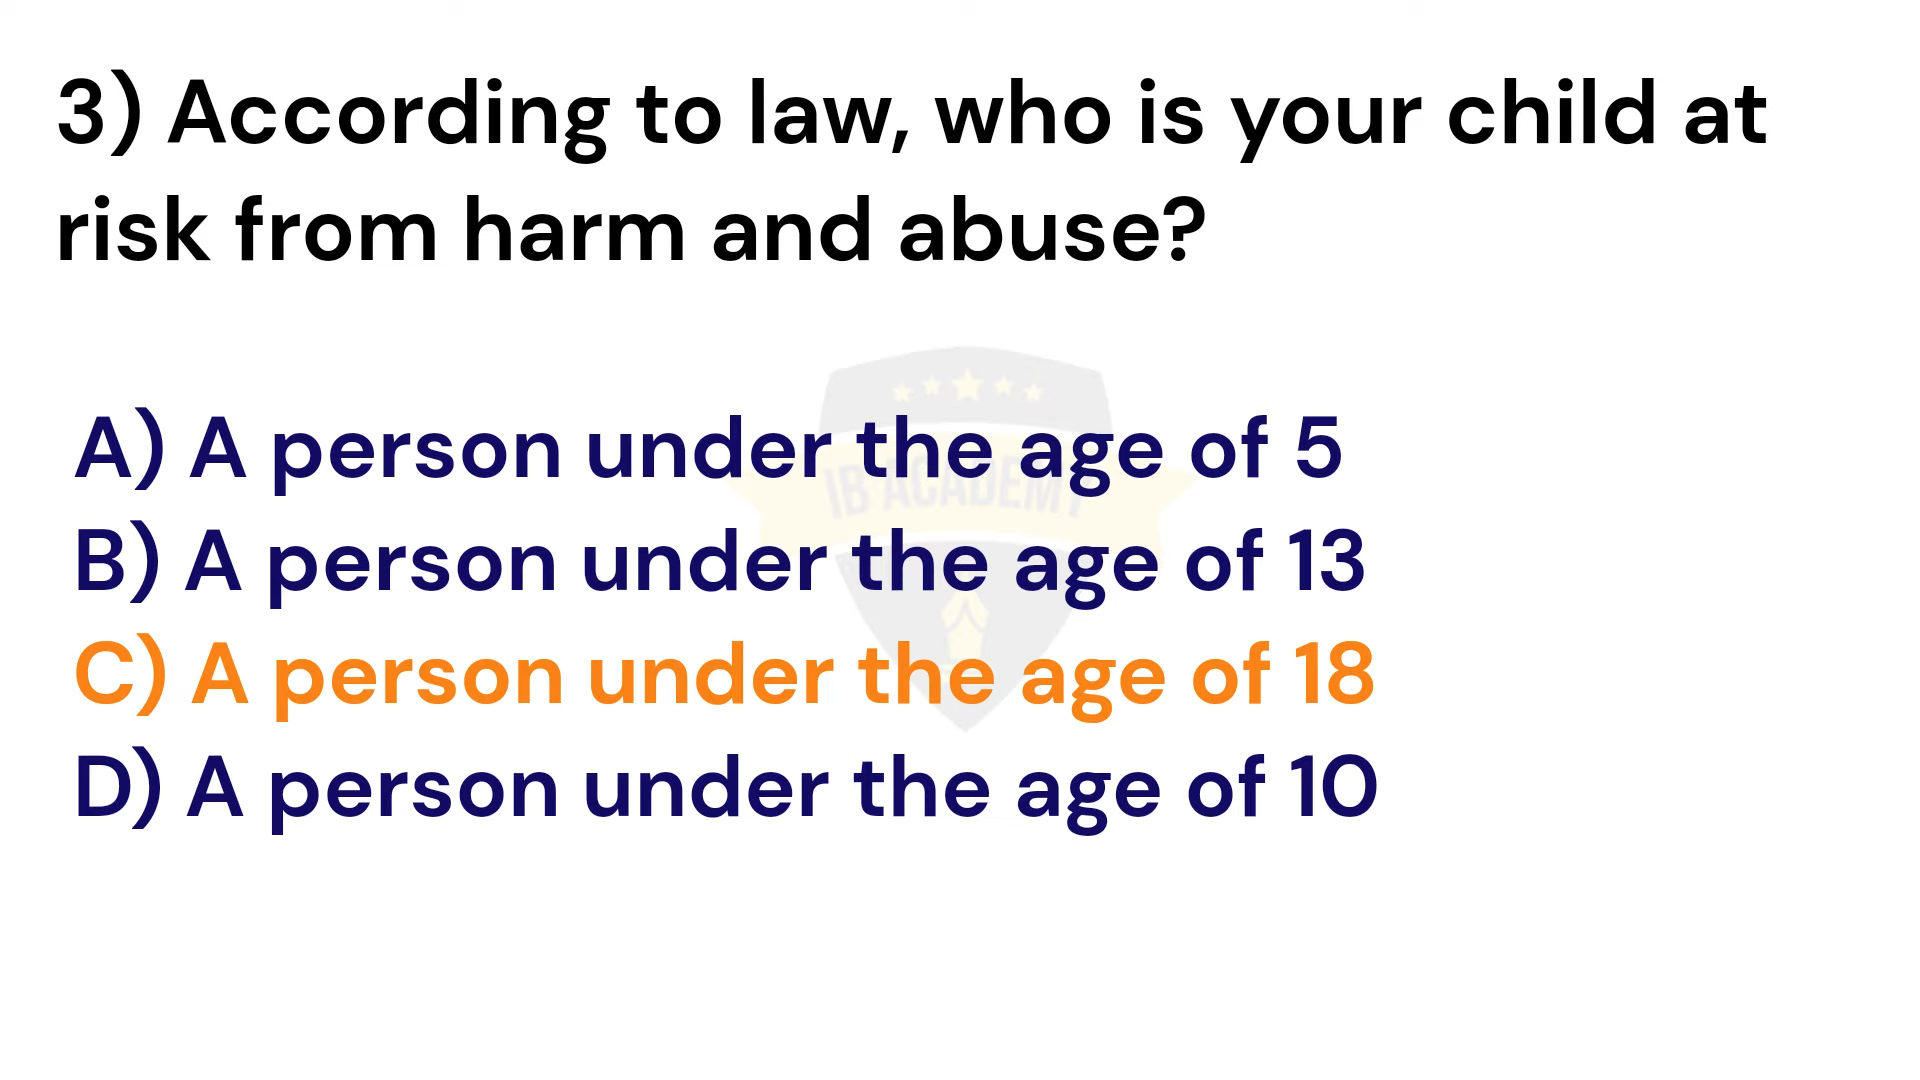 3) According to law, who is your child at
risk from harm and abuse?
A) A person under the age of 5
B) A person under the age of 13
C) A person under the age of 18
D) A person under the age of 10
IB ACADEMY